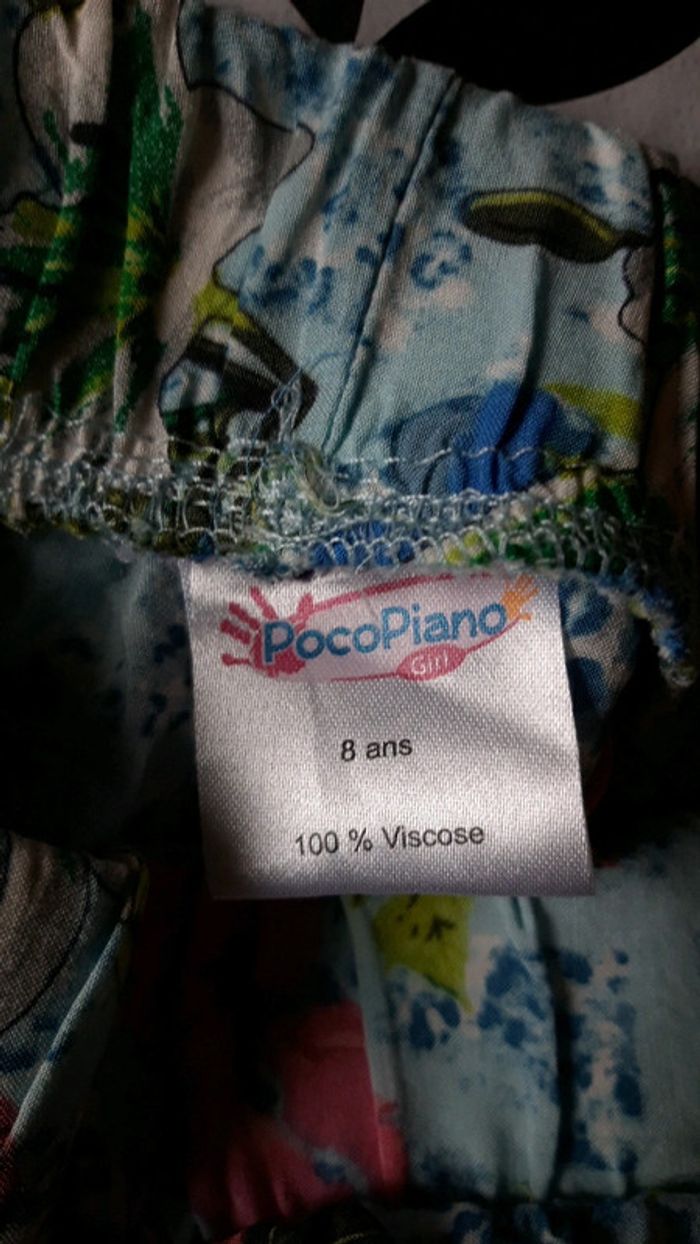 PocoPiano
Girl
8 ans
100 % Viscose